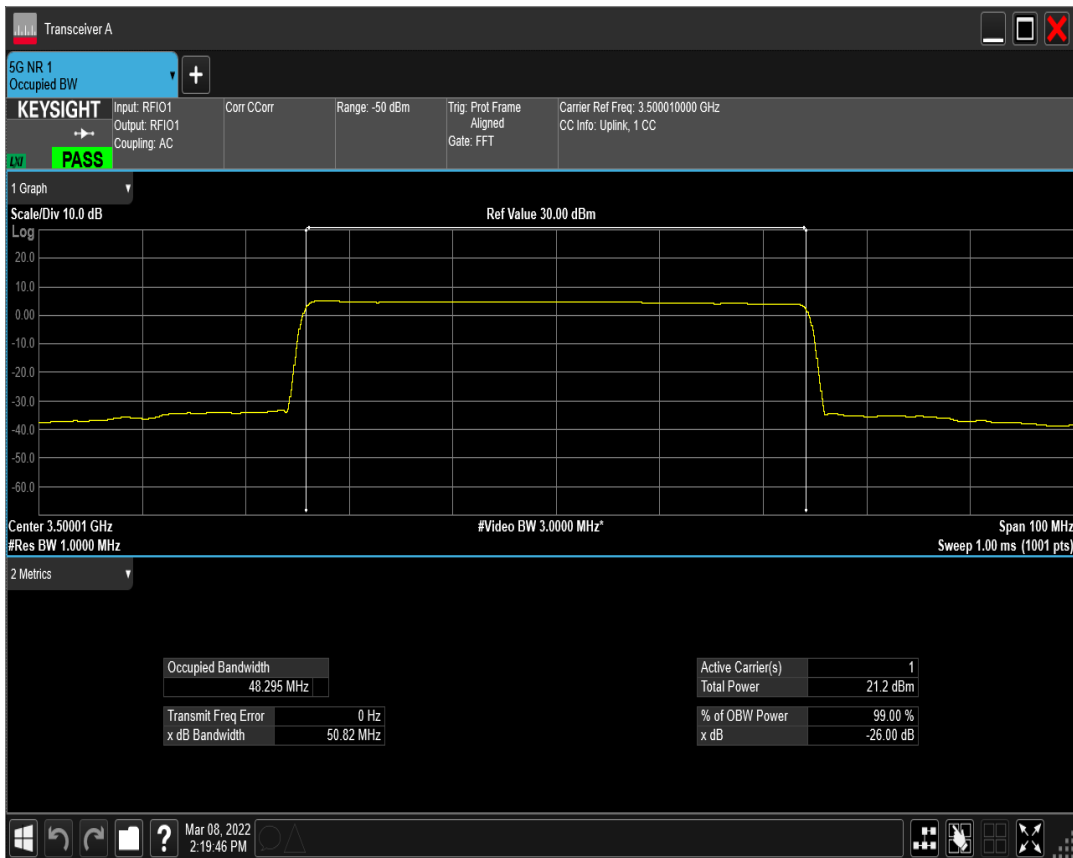 Transceiver A
5G NR 1
Occupied BW
+
KEYSIGHT
LXI
PASS
Input: RFIO1
Output: RFIO1
Coupling: AC
Corr CCorr
Range: -50 dBm
Trig: Prot Frame
Aligned
Gate: FFT
Carrier Ref Freq: 3.500010000 GHz
CC Info: Uplink, 1 CC
1 Graph
Scale/Div 10.0 dB
Ref Value 30.00 dBm
Log
20.0
10.0
0.00
-10.0
-20.0
-30.0
-40.0
-50.0
-60.0
Center 3.50001 GHz
#Video BW 3.0000 MHz*
Span 100 MHz
#Res BW 1.0000 MHz
Sweep 1.00 ms (1001 pts)
2 Metrics
Occupied Bandwidth
48.295 MHz
Transmit Freq Error 0 Hz
x dB Bandwidth 50.82 MHz
Active Carrier(s) 1
Total Power 21.2 dBm
% of OBW Power 99.00 %
x dB -26.00 dB
?
Mar 08, 2022
2:19:46 PM